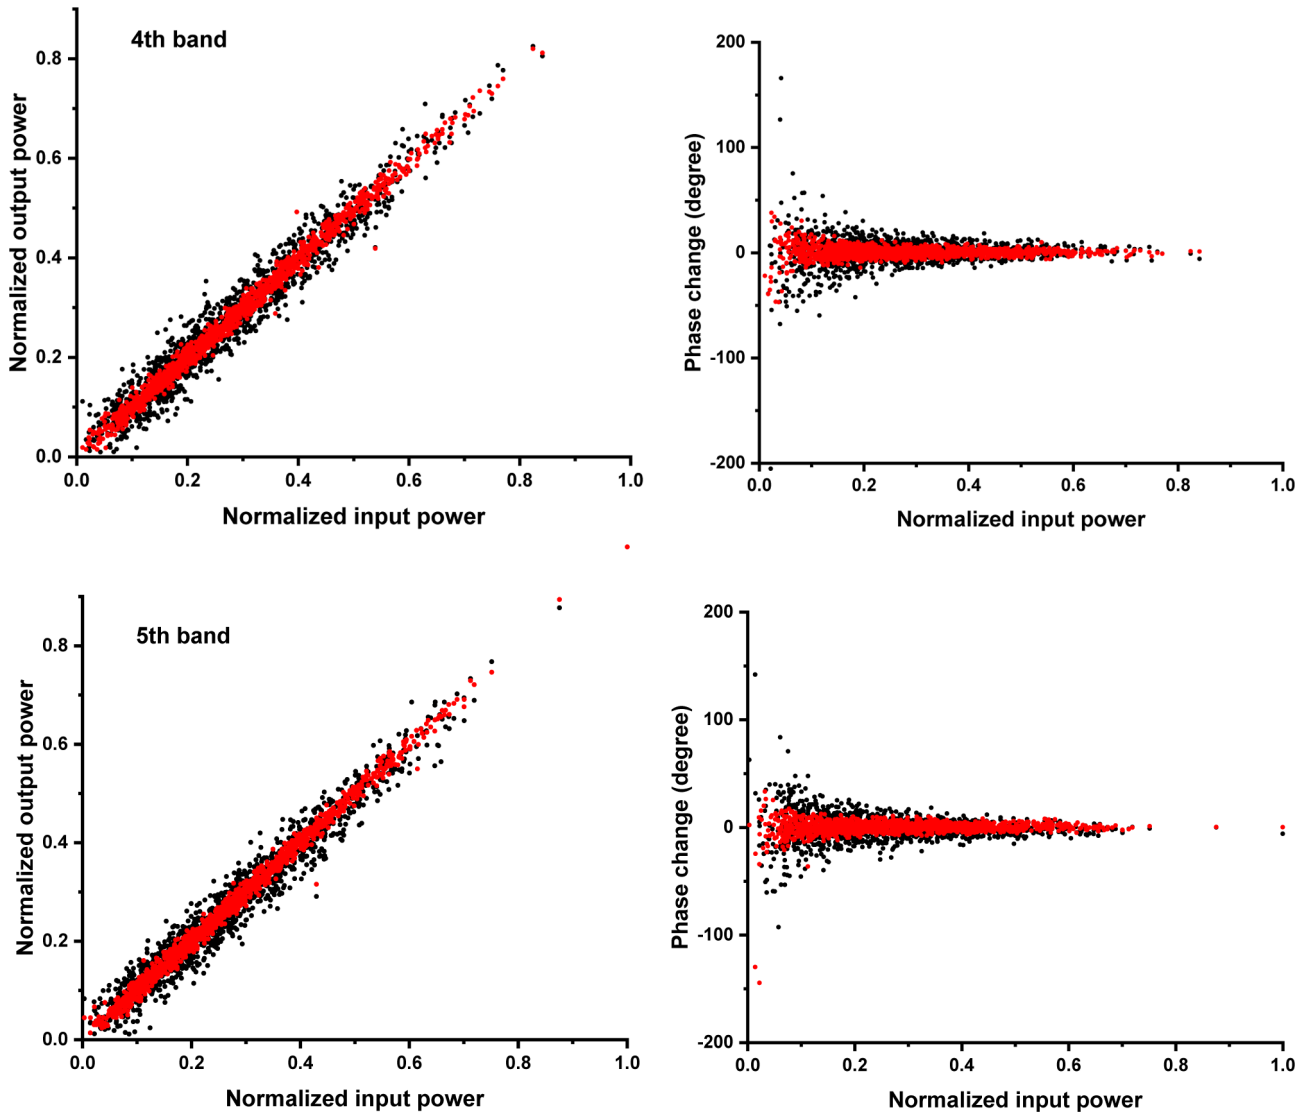 4th band
Normalized output power
0.8
0.6
0.4
0.2
0.0
0.0 0.2 0.4 0.6 0.8 1.0
Normalized input power
Phase change (degree)
200
100
0
-100
-200
0.0 0.2 0.4 0.6 0.8 1.0
Normalized input power
5th band
Normalized output power
0.8
0.6
0.4
0.2
0.0
0.0 0.2 0.4 0.6 0.8 1.0
Normalized input power
Phase change (degree)
200
100
0
-100
-200
0.0 0.2 0.4 0.6 0.8 1.0
Normalized input power